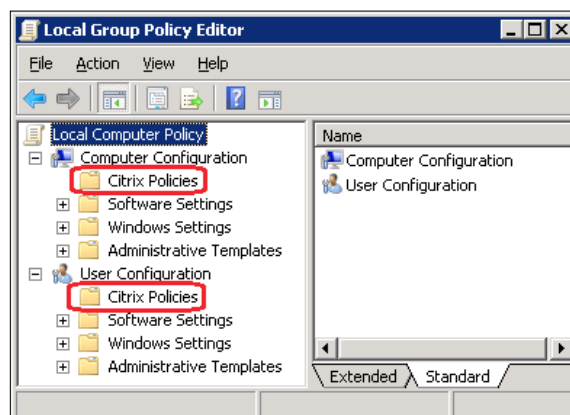 Local Group Policy Editor
File Action View Help
Local Computer Policy
Computer Configuration
Citrix Policies
Software Settings
Windows Settings
Administrative Templates
User Configuration
Citrix Policies
Software Settings
Windows Settings
Administrative Templates
Name
Computer Configuration
User Configuration
Extended Standard